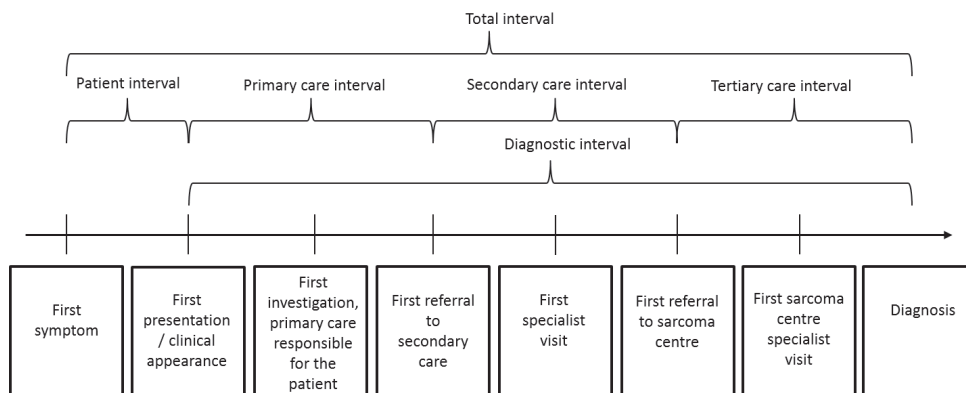 Total interval
Patient interval
Primary care interval
Secondary care interval
Tertiary care interval
Diagnostic interval
First
symptom
First
presentation
/ clinical
appearance
First
investigation,
primary care
responsible
for the
patient
First referral
to
secondary
care
First
specialist
visit
First referral
to sarcoma
centre
First sarcoma
centre
specialist
visit
Diagnosis